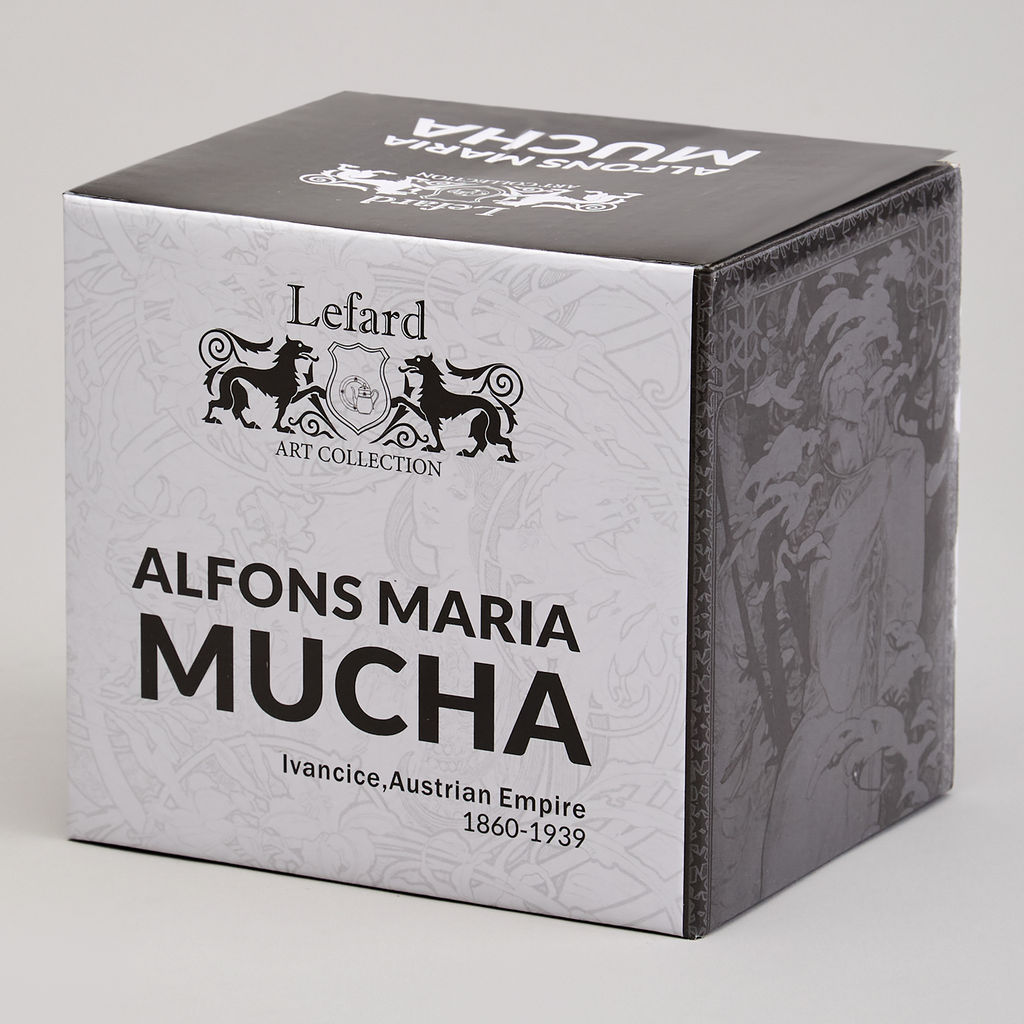 ALFONS MARIA
MUCHA
Lefard
ART COLLECTION
Lefard
ART COLLECTION
ALFONS MARIA
MUCHA
Ivancice,Austrian Empire
1860-1939